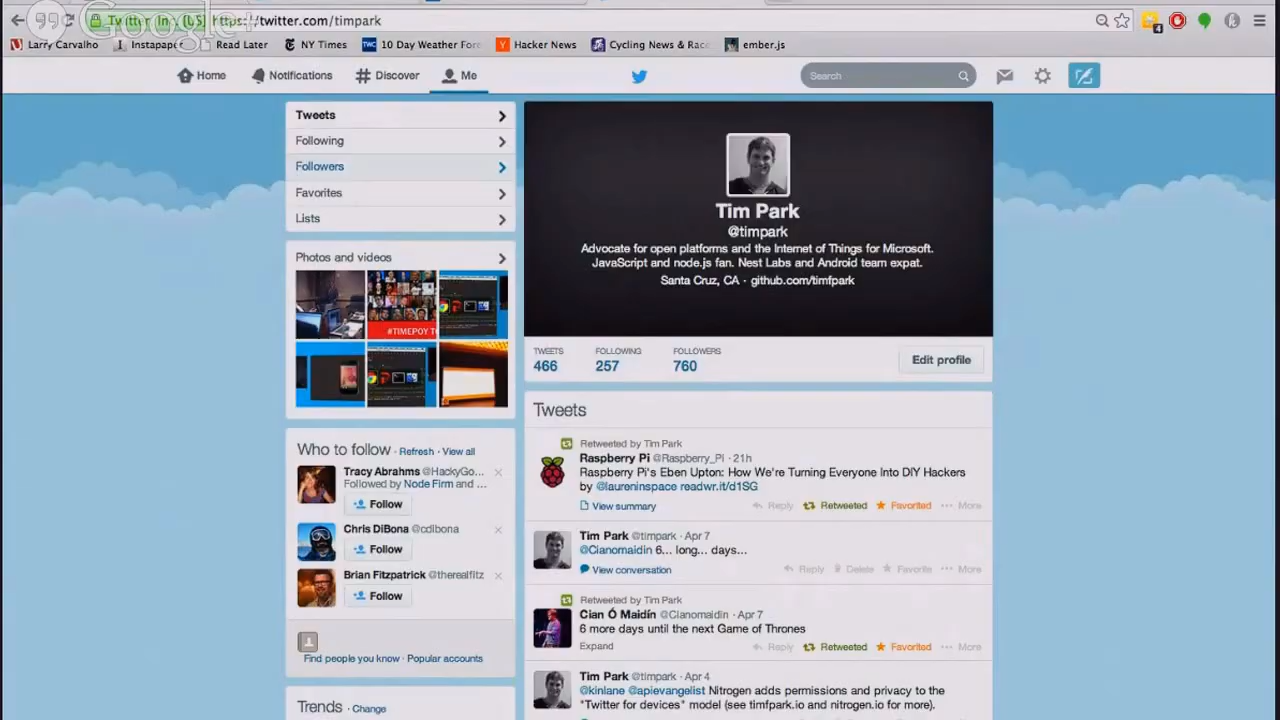 Google+
Twitter, Inc. [US] https://twitter.com/timpark
Larry Carvalho
Instapaper
Read Later
NY Times
10 Day Weather Fore
Hacker News
Cycling News & Race
ember.js
Home
Notifications
Discover
Me
Search
Tweets
Following
Followers
Favorites
Lists
Photos and videos
#TIMEPOY T
Who to follow · Refresh · View all
Tracy Abrahms @HackyGo...
Followed by Node Firm and ...
Follow
Chris DiBona @cdibona
Follow
Brian Fitzpatrick @therealfitz
Follow
Find people you know · Popular accounts
Trends · Change
Tim Park
@timpark
Advocate for open platforms and the Internet of Things for Microsoft.
JavaScript and node.js fan. Nest Labs and Android team expat.
Santa Cruz, CA · github.com/timfpark
TWEETS
466
FOLLOWING
257
FOLLOWERS
760
Edit profile
Tweets
Retweeted by Tim Park
Raspberry Pi @Raspberry_Pi · 21h
Raspberry Pi's Eben Upton: How We're Turning Everyone Into DIY Hackers
by @laureninspace readwr.it/d1SG
View summary
Reply Retweeted Favorited ··· More
Tim Park @timpark · Apr 7
@Cianomaidin 6... long... days...
View conversation
Reply Delete Favorite ··· More
Retweeted by Tim Park
Cian Ó Maidín @Cianomaidin · Apr 7
6 more days until the next Game of Thrones
Expand
Reply Retweeted Favorited ··· More
Tim Park @timpark · Apr 4
@kinlane @apievangelist Nitrogen adds permissions and privacy to the
"Twitter for devices" model (see timfpark.io and nitrogen.io for more).